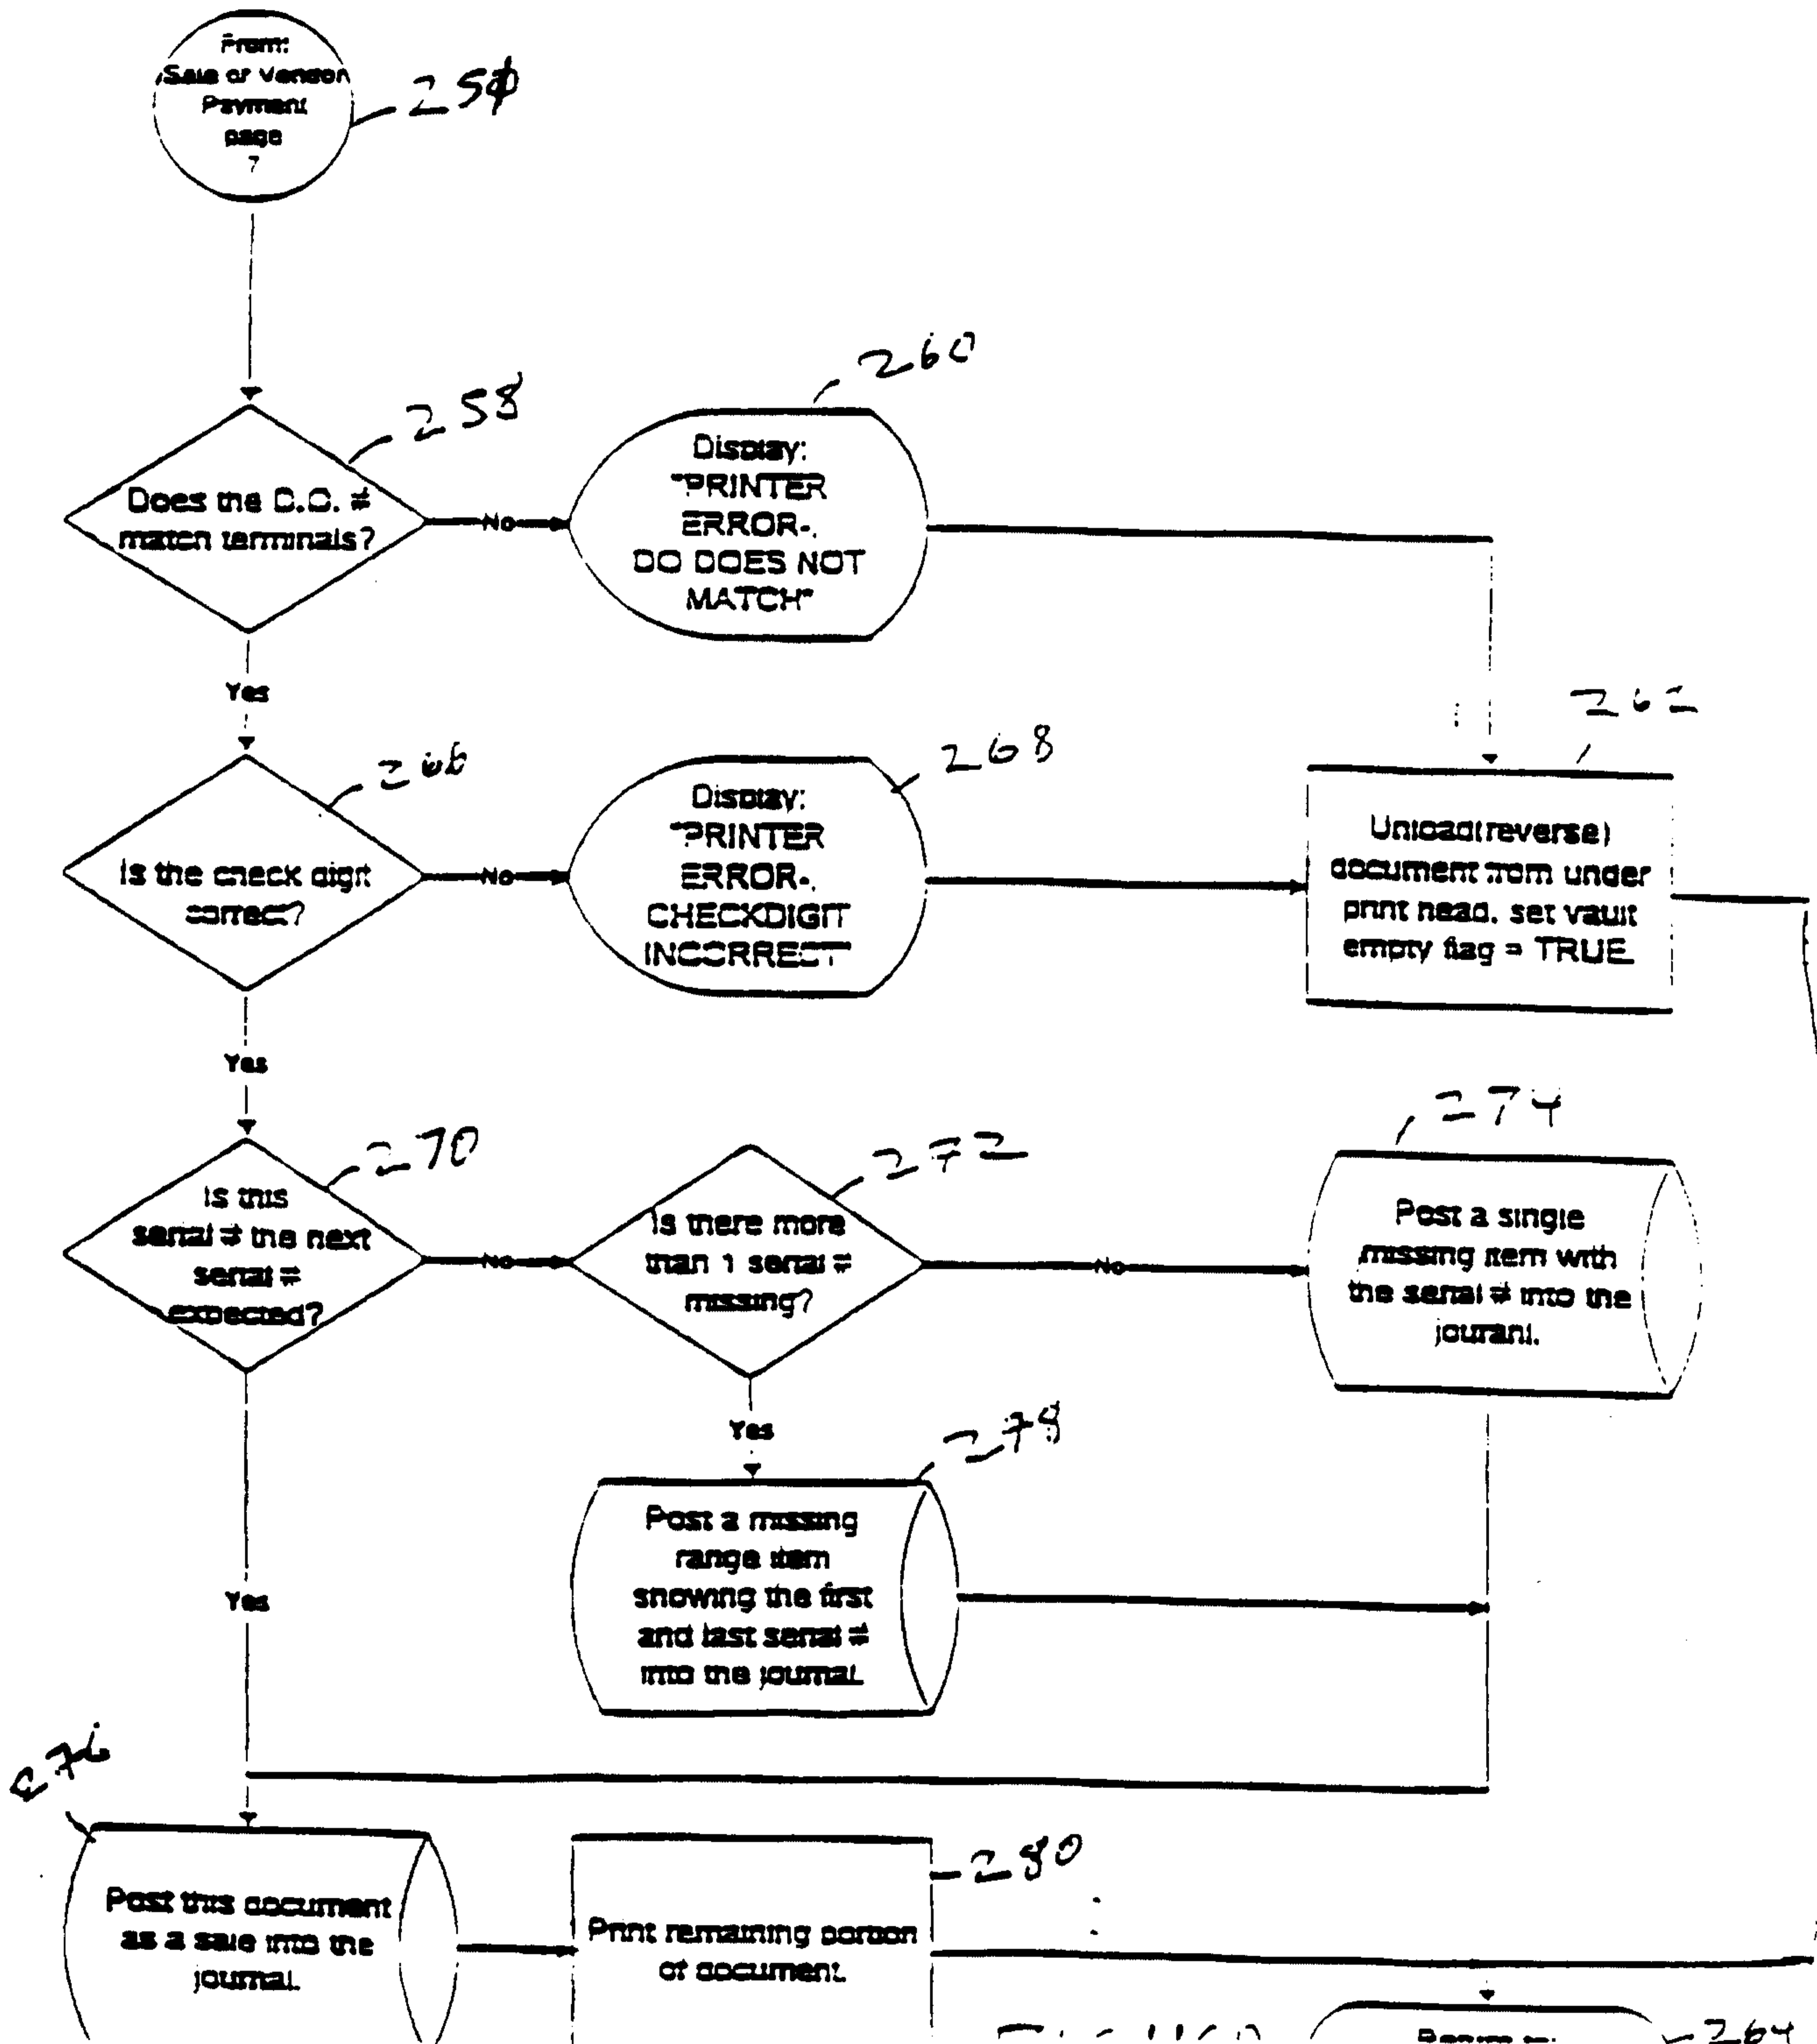 From:
Sale or Vendor
Payment
page
7
258
Does the D.O. #
match terminals?
No
260
Display:
"PRINTER
ERROR-,
DO DOES NOT
MATCH"
Yes
262
Unload(reverse)
document from under
print head, set vault
empty flag = TRUE
266
Is the check digit
correct?
No
268
Display:
"PRINTER
ERROR-,
CHECKDIGIT
INCORRECT"
Yes
270
Is this
serial # the next
serial #
expected?
No
272
Is there more
than 1 serial #
missing?
No
274
Post a single
missing item with
the serial # into the
jouranl.
Yes
278
Post a missing
range item
showing the first
and last serial #
into the journal.
Yes
276
Post this document
as a sale into the
journal.
280
Print remaining portion
of document.
264